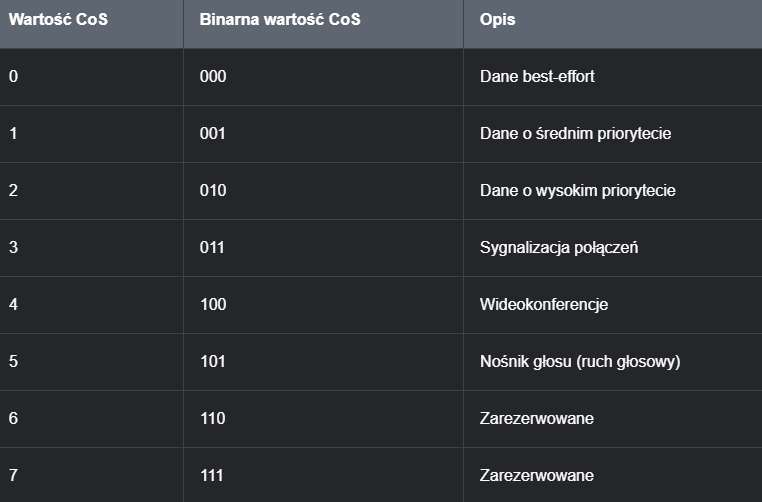 Wartość CoS Binarna wartość CoS Opis
0 000 Dane best-effort
1 001 Dane o średnim priorytecie
2 010 Dane o wysokim priorytecie
3 011 Sygnalizacja połączeń
4 100 Wideokonferencje
5 101 Nośnik głosu (ruch głosowy)
6 110 Zarezerwowane
7 111 Zarezerwowane